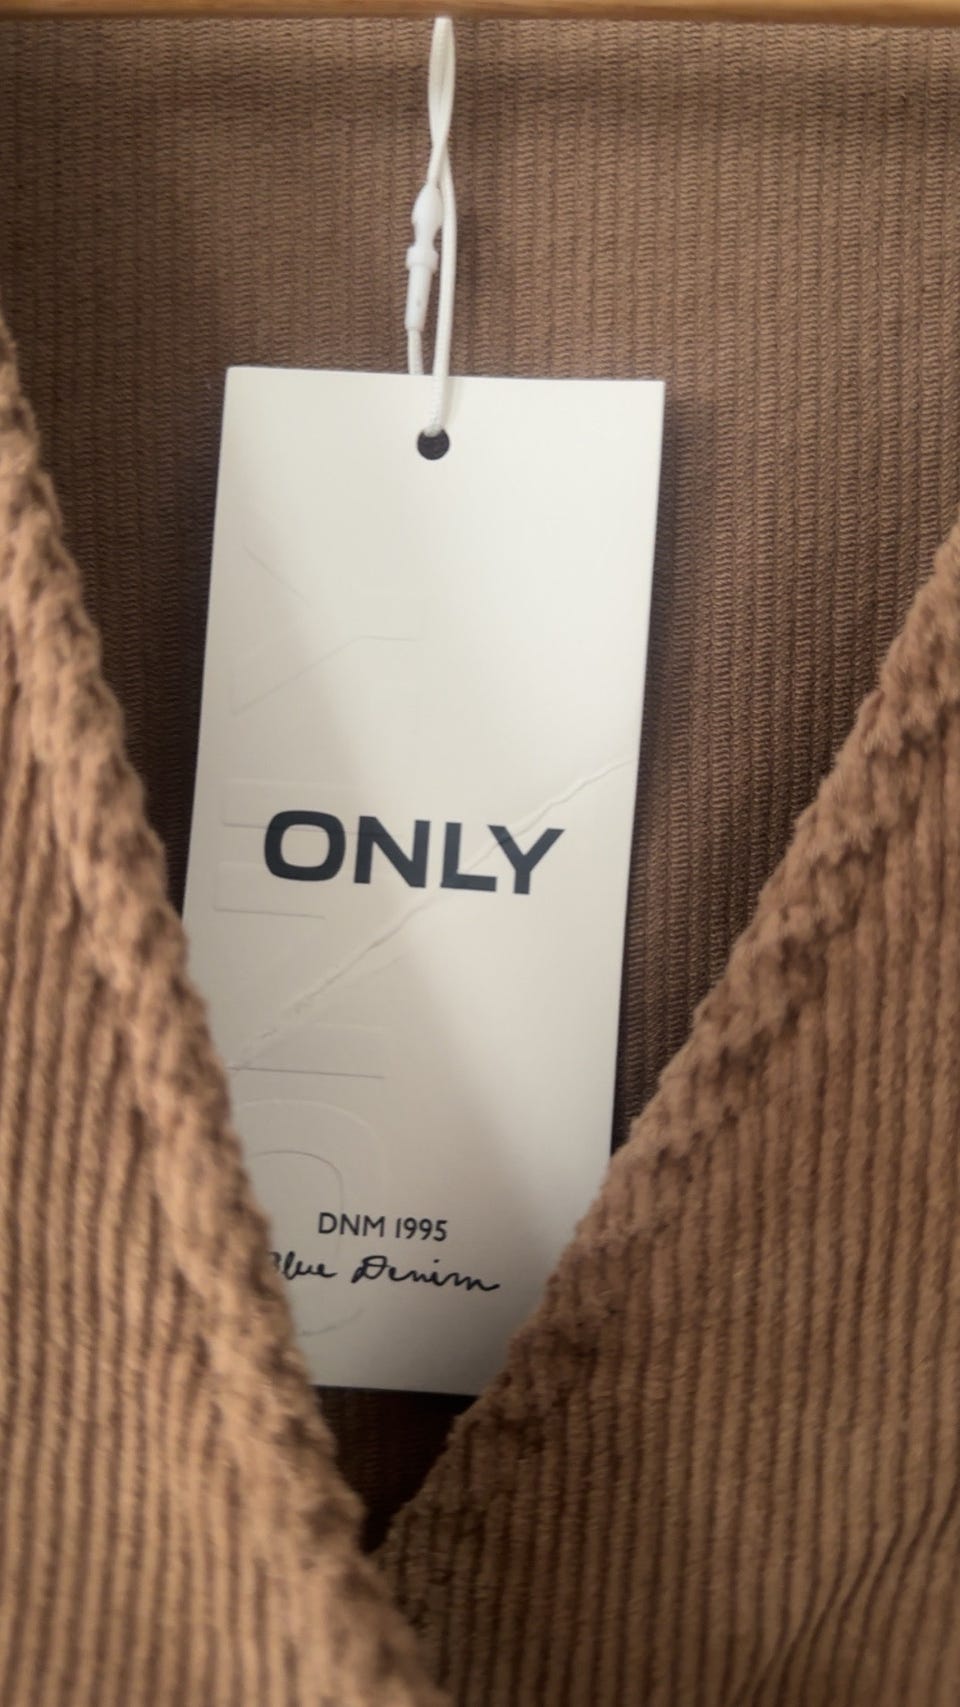 ONLY
DNM 1995
Blue Denim